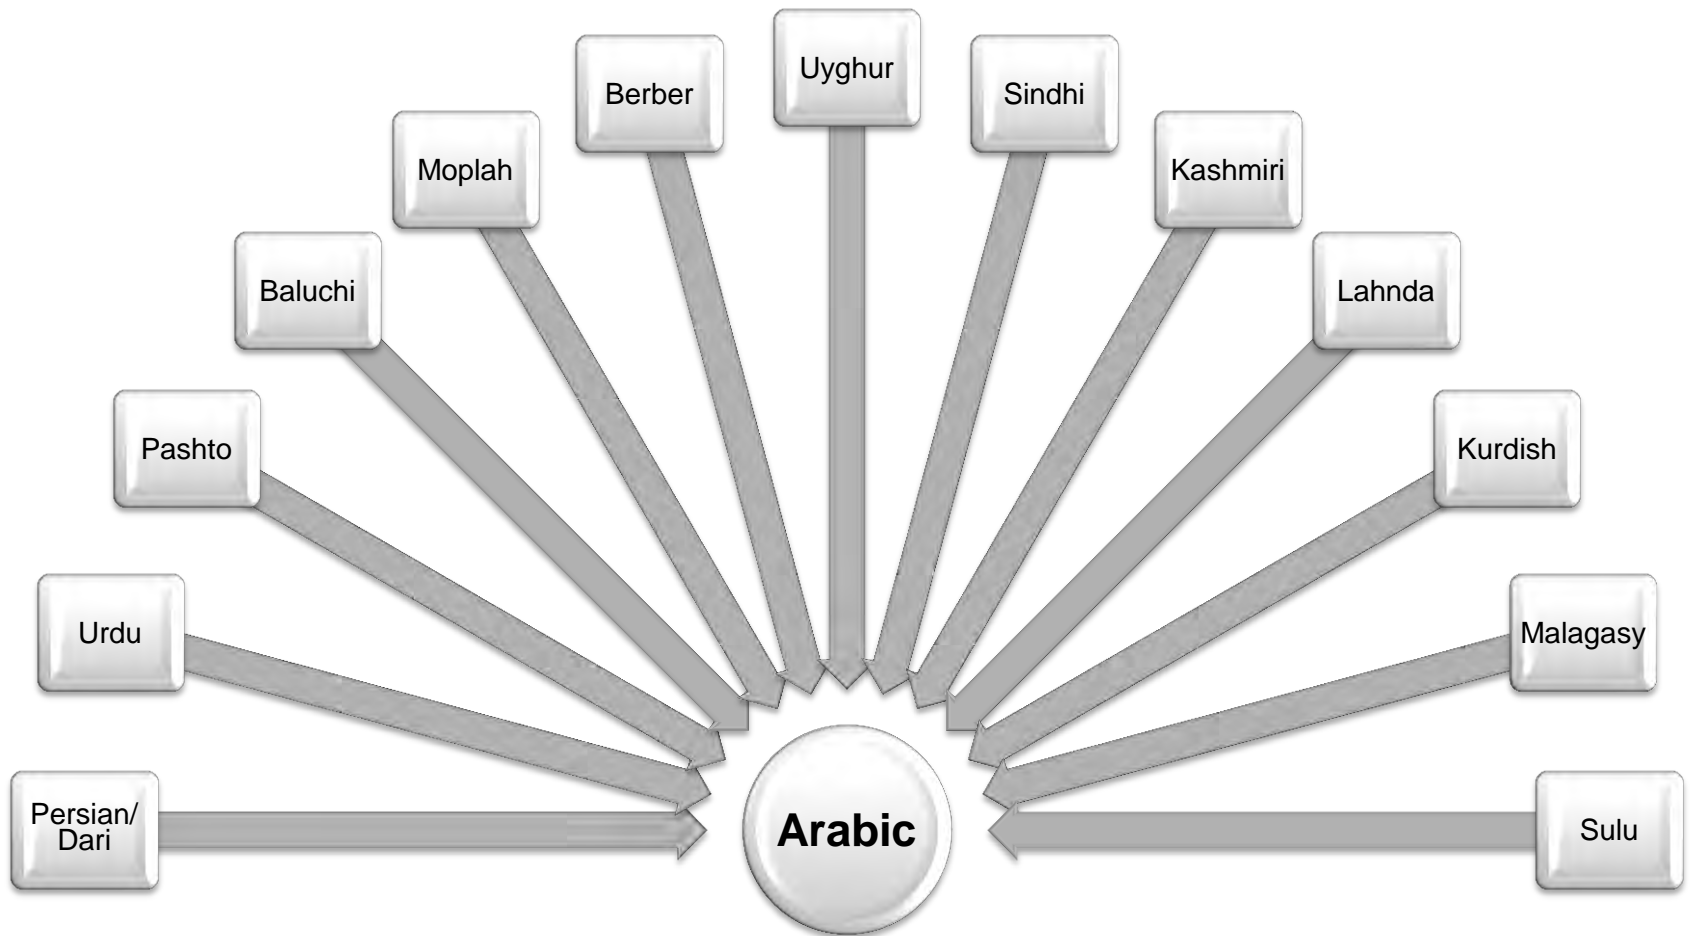 Uyghur
Berber
Sindhi
Moplah
Kashmiri
Baluchi
Lahnda
Pashto
Kurdish
Urdu
Malagasy
Persian/
Dari
Arabic
Sulu